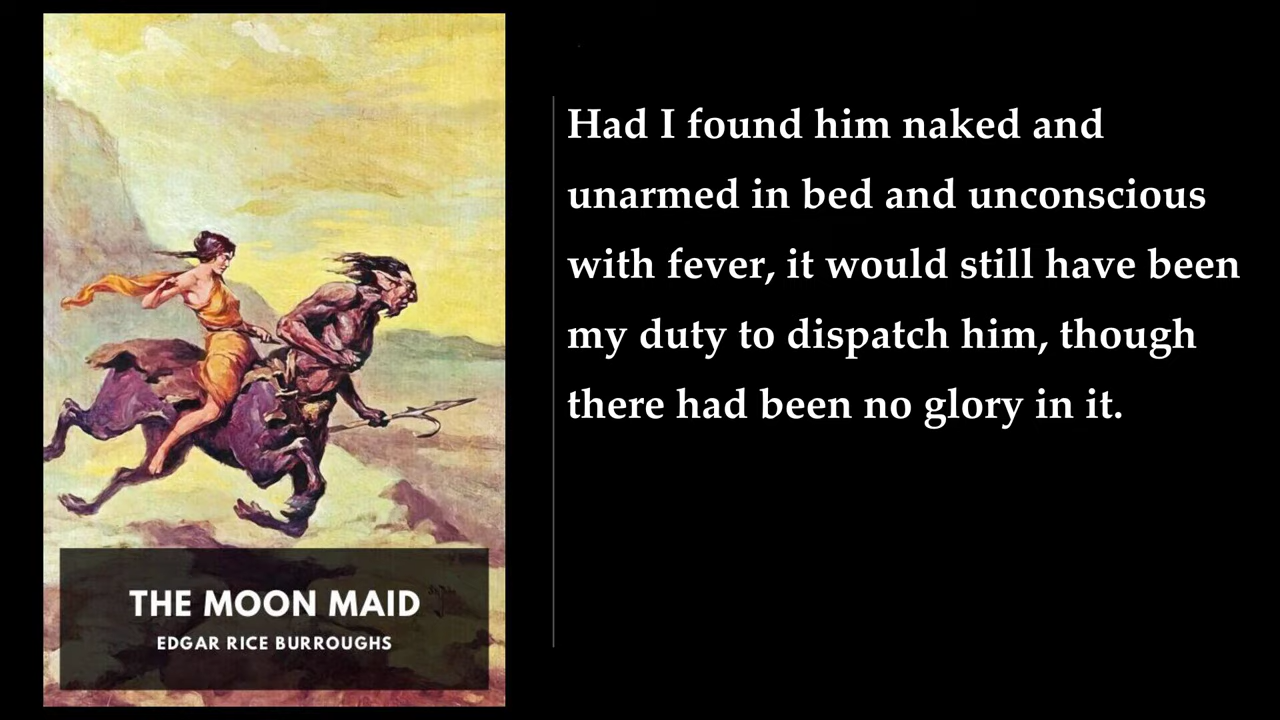 THE MOON MAID
EDGAR RICE BURROUGHS
Had I found him naked and
unarmed in bed and unconscious
with fever, it would still have been
my duty to dispatch him, though
there had been no glory in it.